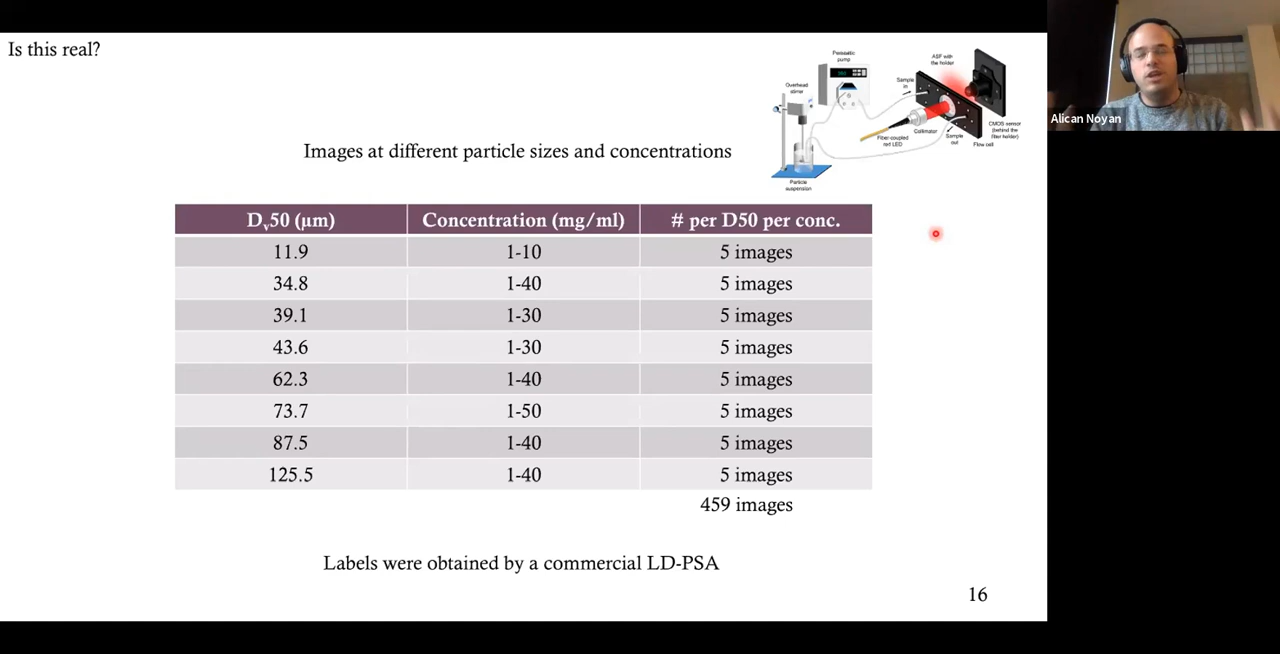 Is this real?
Alican Noyan
Peristaltic
pump
ASF with
the holder
Overhead
stirrer
Sample
in
CMOS sensor
(behind the
filter holder)
Collimator
Fiber-coupled
red LED
Sample
out
Flow cell
Particle
suspension
Images at different particle sizes and concentrations
Dv50 (µm) Concentration (mg/ml) # per D50 per conc.
11.9 1-10 5 images
34.8 1-40 5 images
39.1 1-30 5 images
43.6 1-30 5 images
62.3 1-40 5 images
73.7 1-50 5 images
87.5 1-40 5 images
125.5 1-40 5 images
459 images
Labels were obtained by a commercial LD-PSA
16